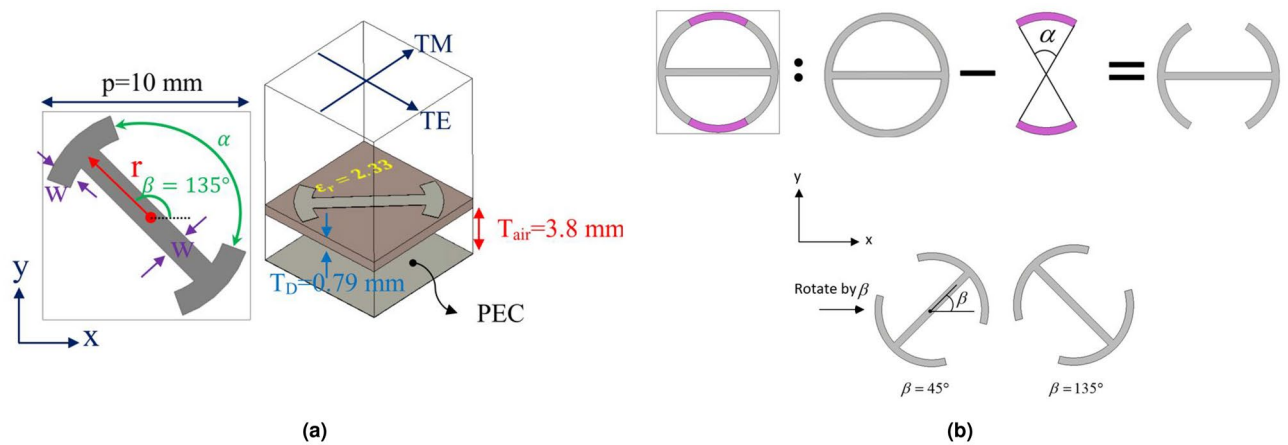 p=10 mm
α
r
β = 135°
w
w
y
x
TM
TE
εr = 2.33
Tair=3.8 mm
TD=0.79 mm
PEC
(a)
α
:
−
=
y
x
Rotate by β
β
β = 45°
β = 135°
(b)